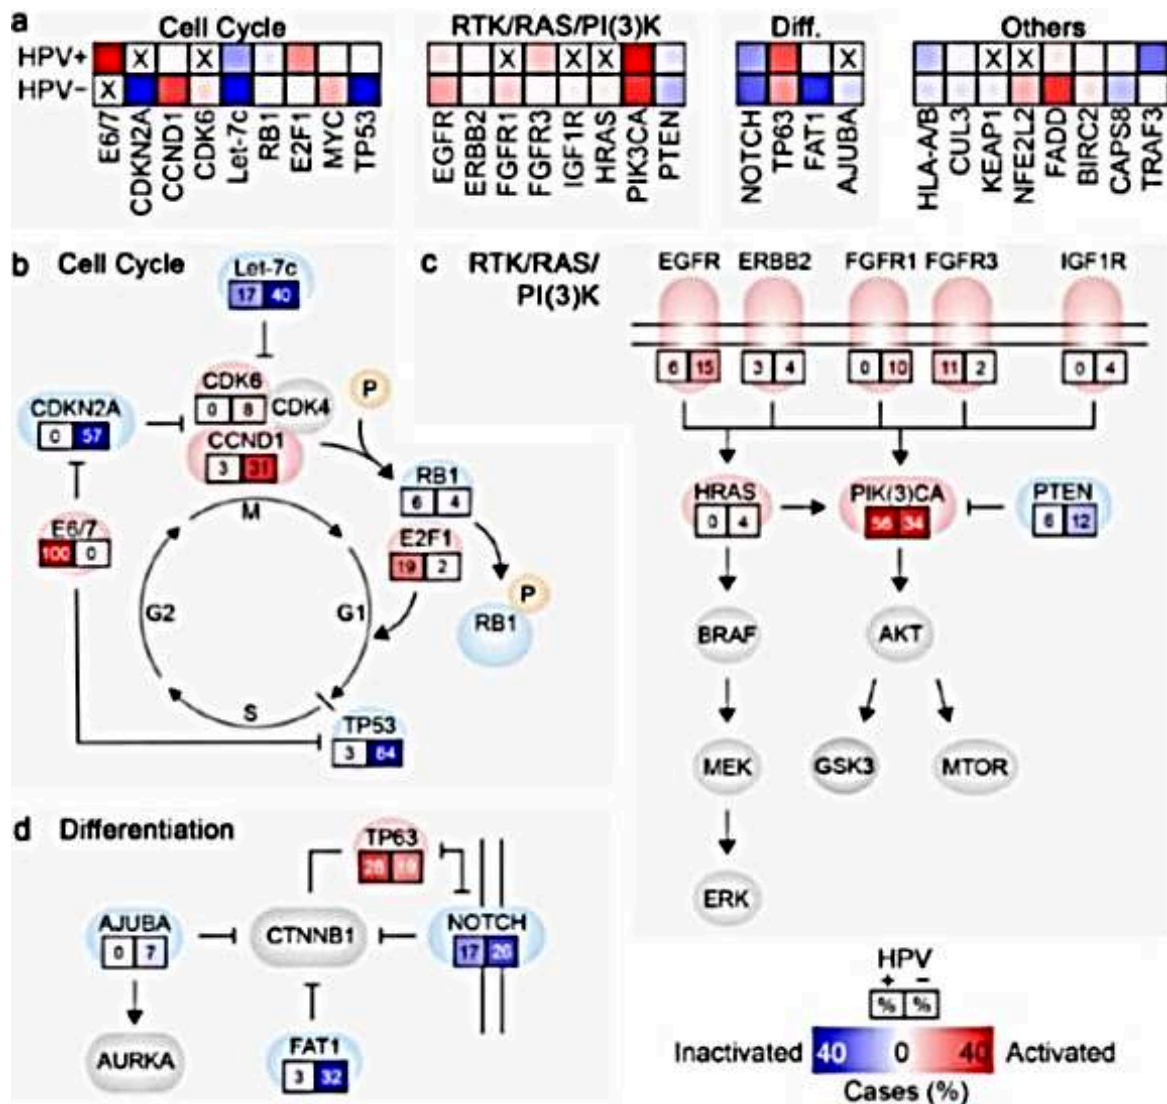 a Cell Cycle RTK/RAS/PI(3)K Diff. Others
HPV+ X X X X X X X X
HPV− X
E6/7 CDKN2A CCND1 CDK6 Let-7c RB1 E2F1 MYC TP53 EGFR ERBB2 FGFR1 FGFR3 IGF1R HRAS PIK3CA PTEN NOTCH TP63 FAT1 AJUBA HLA-A/B CUL3 KEAP1 NFE2L2 FADD BIRC2 CAPS8 TRAF3
b Cell Cycle
Let-7c
17 40
CDK6
0 8
CDK4
P
CDKN2A
0 57
CCND1
3 31
RB1
6 4
E6/7
100 0
E2F1
19 2
M
G1
S
G2
P
RB1
TP53
3 84
c RTK/RAS/
PI(3)K
EGFR ERBB2 FGFR1 FGFR3 IGF1R
6 15 3 4 0 10 11 2 0 4
HRAS PIK(3)CA PTEN
0 4 56 34 6 12
BRAF AKT
MEK GSK3 MTOR
ERK
d Differentiation
TP63
28 19
AJUBA
0 7
CTNNB1
NOTCH
17 26
AURKA
FAT1
3 32
HPV
+ −
% %
Inactivated 40 0 40 Activated
Cases (%)